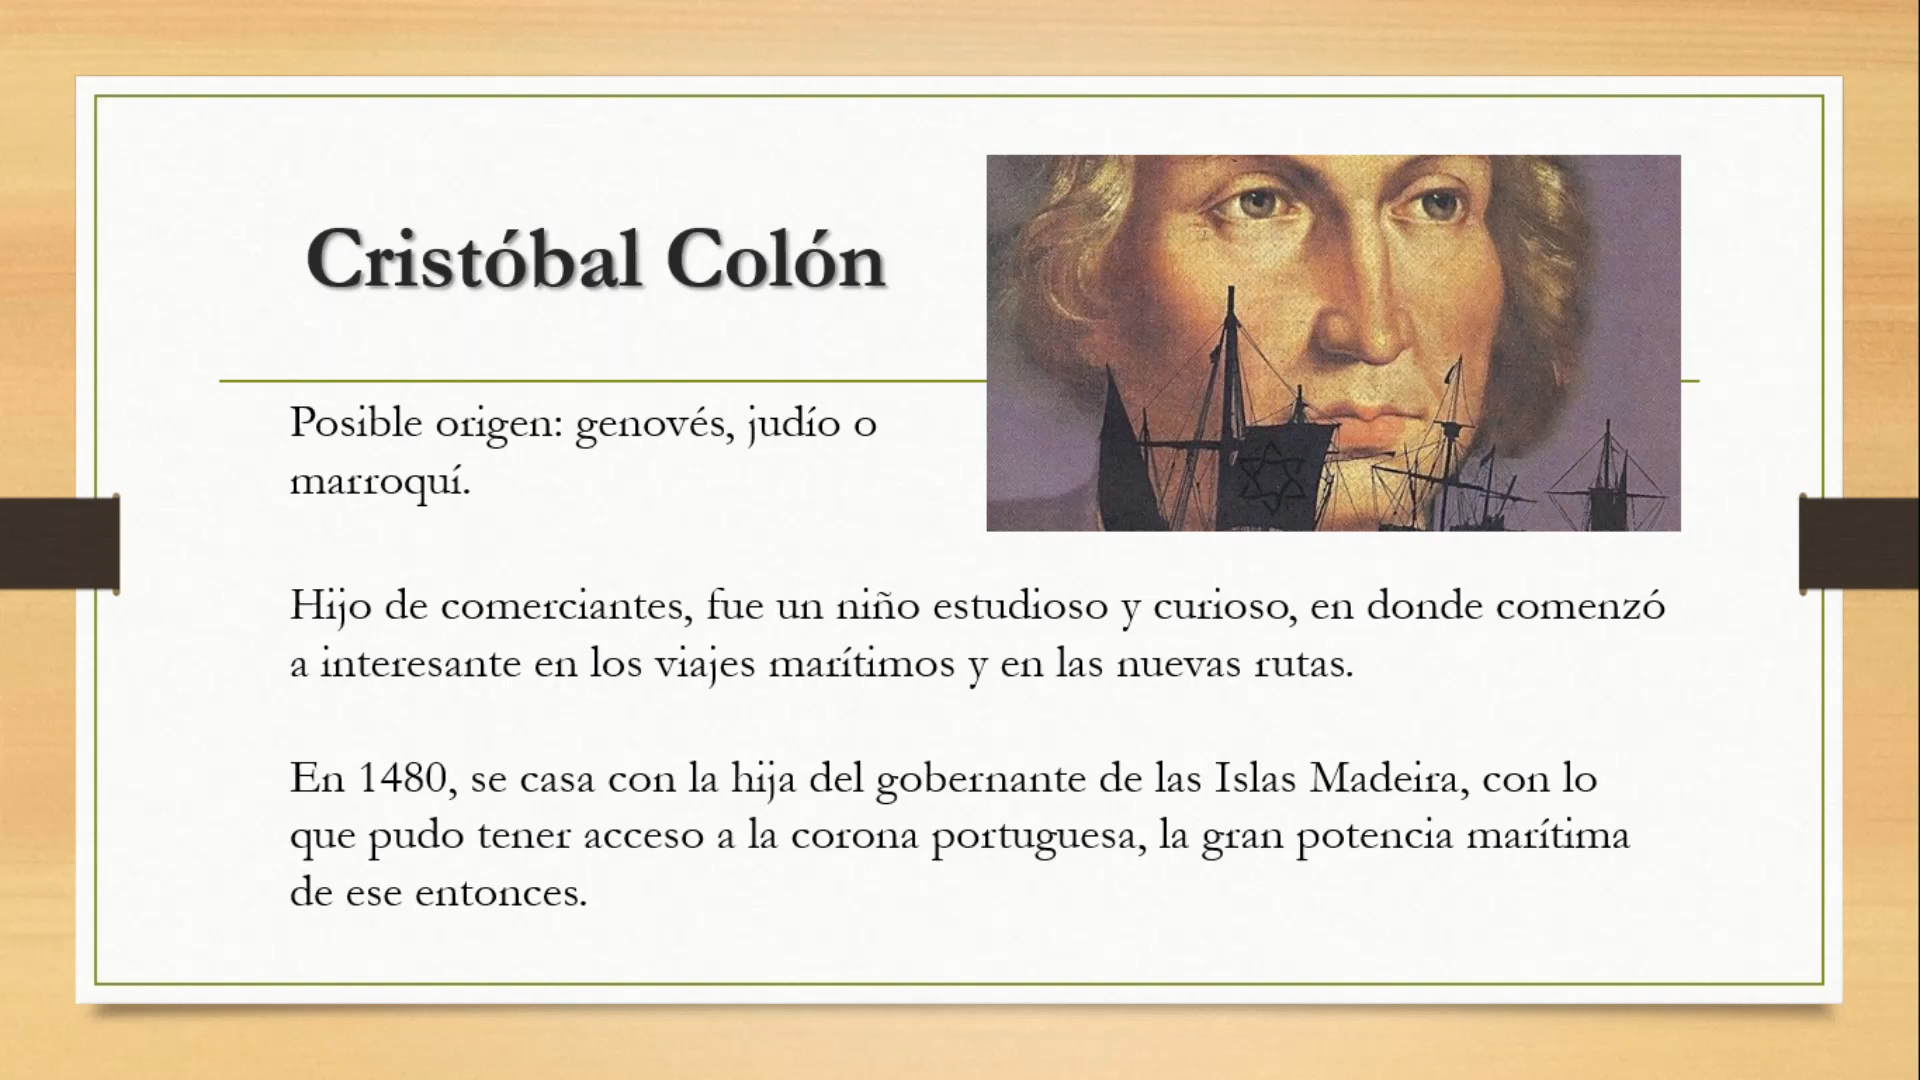 Cristóbal Colón
Posible origen: genovés, judío o
marroquí.
Hijo de comerciantes, fue un niño estudioso y curioso, en donde comenzó
a interesante en los viajes marítimos y en las nuevas rutas.
En 1480, se casa con la hija del gobernante de las Islas Madeira, con lo
que pudo tener acceso a la corona portuguesa, la gran potencia marítima
de ese entonces.